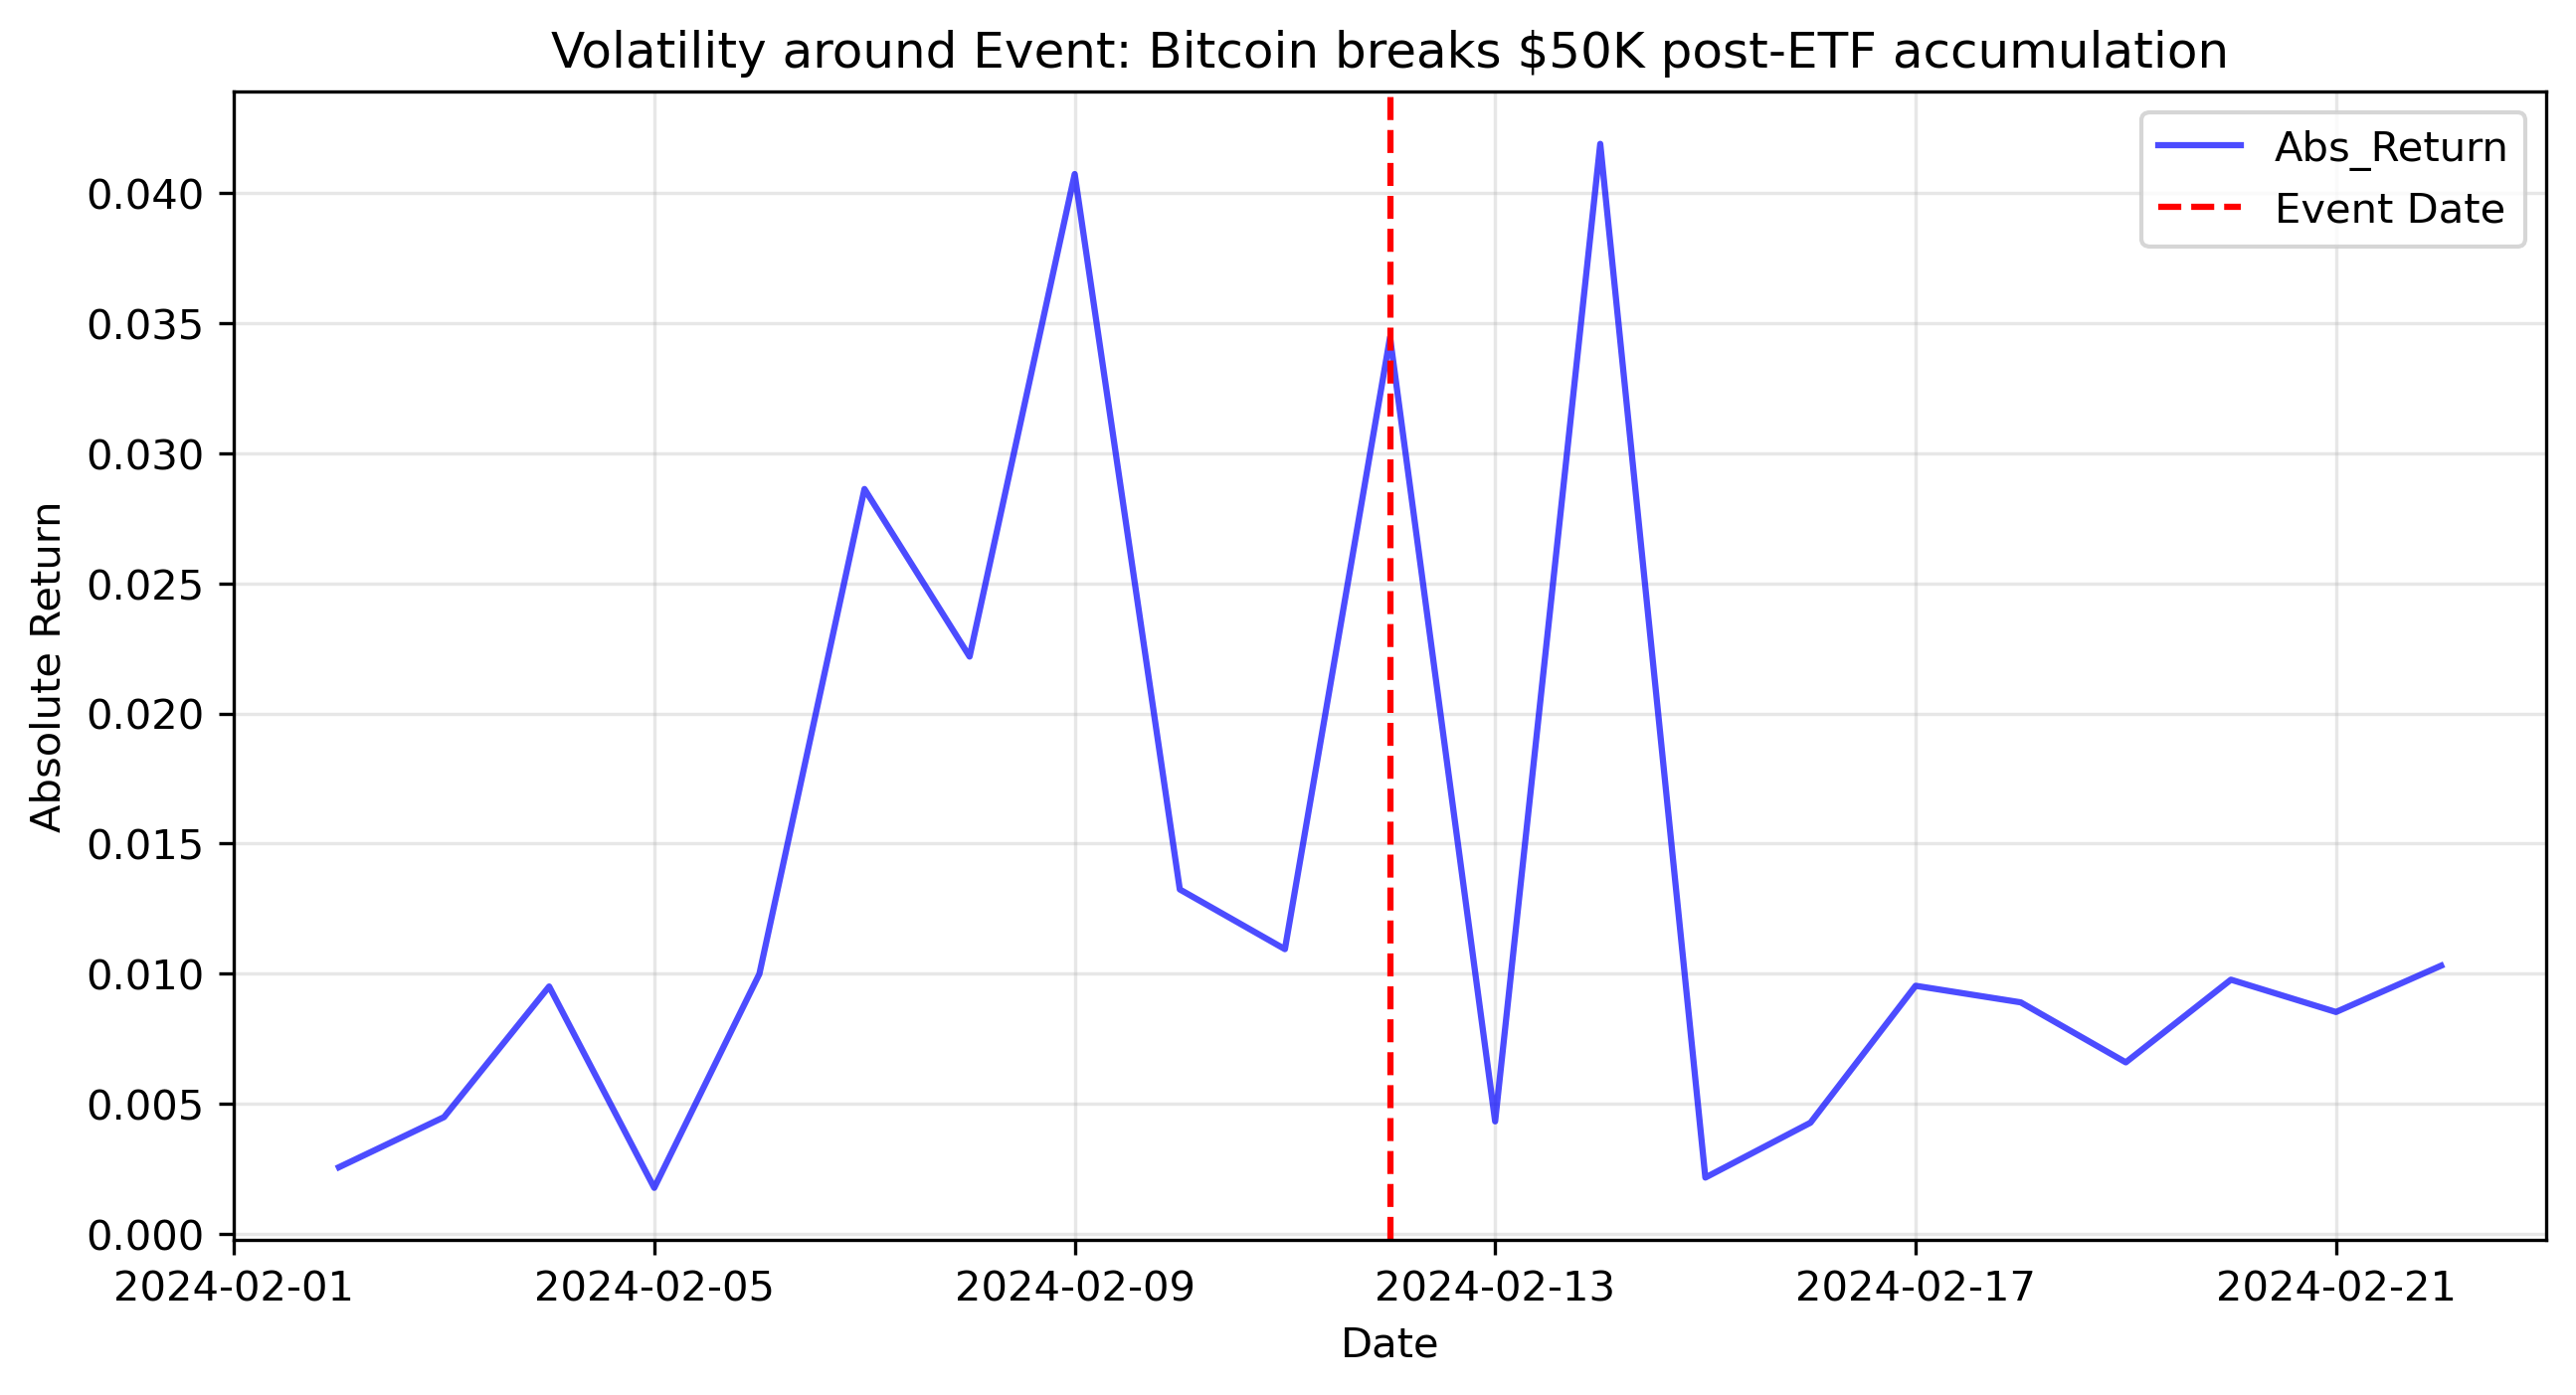 Volatility around Event: Bitcoin breaks $50K post-ETF accumulation
Abs_Return
Event Date
Absolute Return
0.040
0.035
0.030
0.025
0.020
0.015
0.010
0.005
0.000
2024-02-01 2024-02-05 2024-02-09 2024-02-13 2024-02-17 2024-02-21
Date